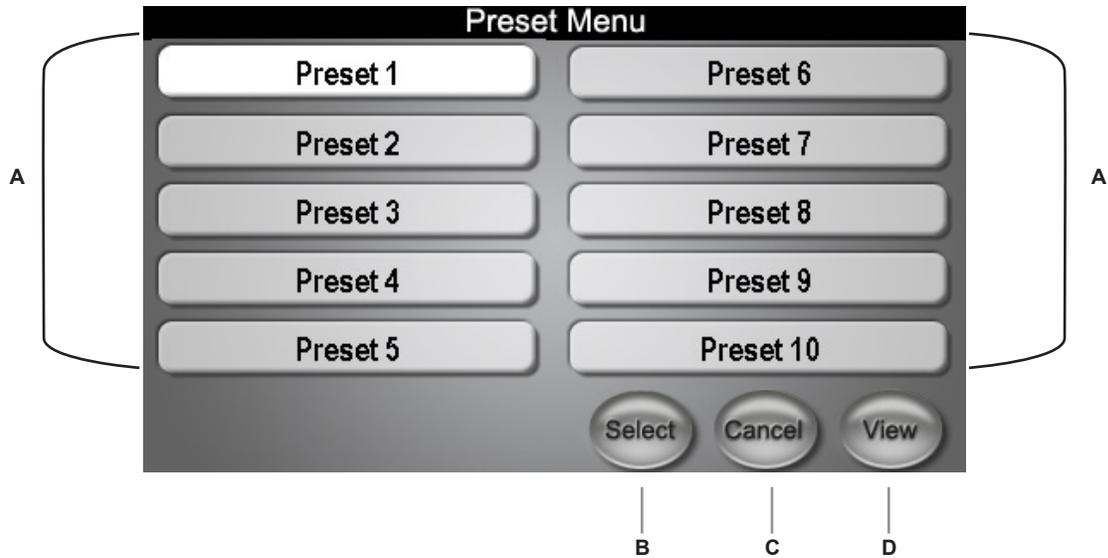 Preset Menu
Preset 1
Preset 2
Preset 3
Preset 4
Preset 5
Preset 6
Preset 7
Preset 8
Preset 9
Preset 10
Select Cancel View
A
A
B C D